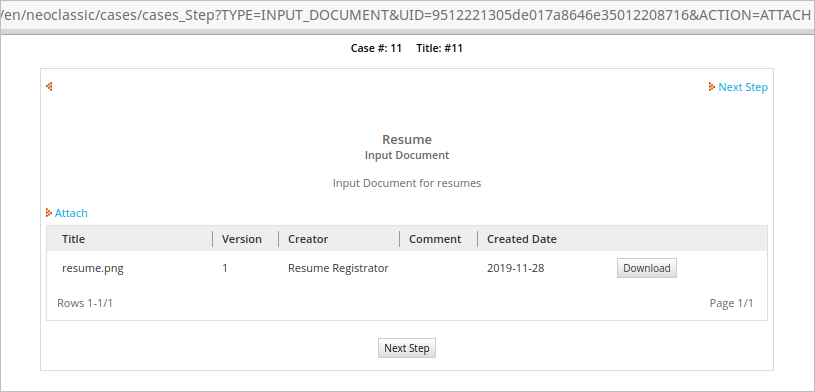 /en/neoclassic/cases/cases_Step?TYPE=INPUT_DOCUMENT&UID=9512221305de017a8646e35012208716&ACTION=ATTACH
Case #: 11 Title: #11
Next Step
Resume
Input Document
Input Document for resumes
Attach
Title Version Creator Comment Created Date
resume.png 1 Resume Registrator 2019-11-28 Download
Rows 1-1/1 Page 1/1
Next Step